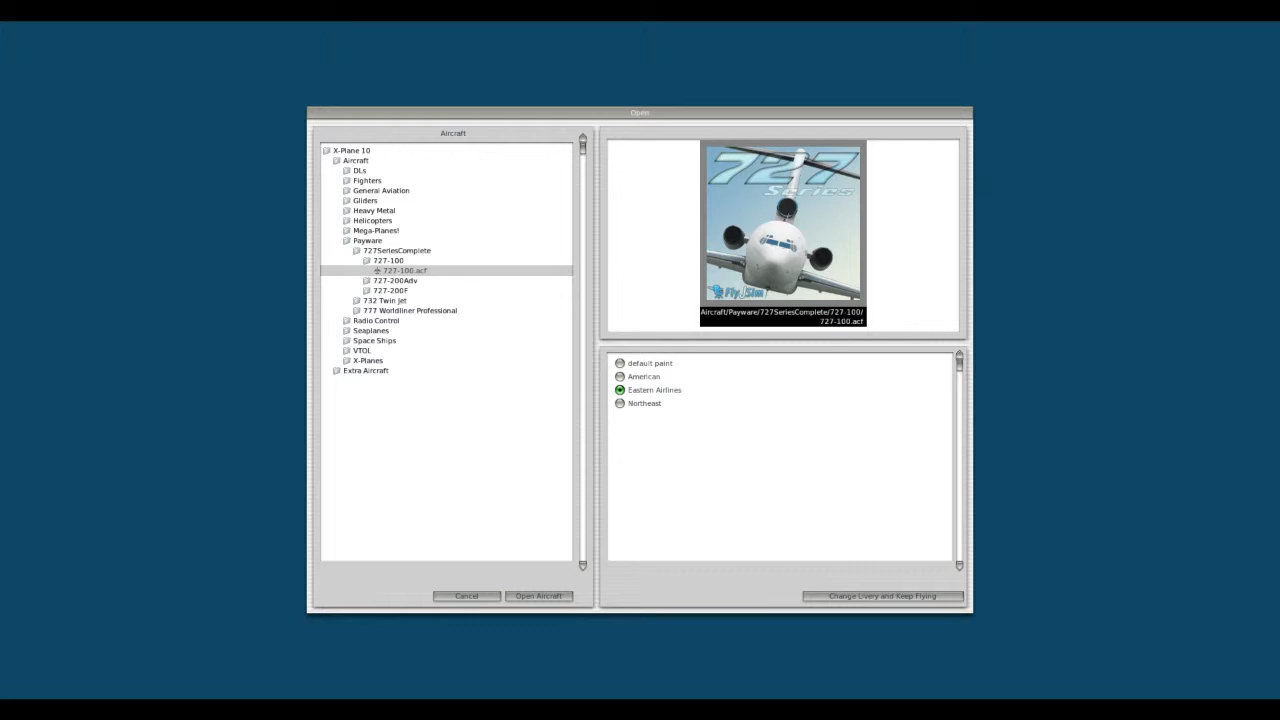 Open
Aircraft
X-Plane 10
Aircraft
DLs
Fighters
General Aviation
Gliders
Heavy Metal
Helicopters
Mega-Planes!
Payware
727SeriesComplete
727-100
727-100.acf
727-200Adv
727-200F
732 Twin Jet
777 Worldliner Professional
Radio Control
Seaplanes
Space Ships
VTOL
X-Planes
Extra Aircraft
Cancel
Open Aircraft
727
Series
FlyJSim
Aircraft/Payware/727SeriesComplete/727-100/
727-100.acf
default paint
American
Eastern Airlines
Northeast
Change Livery and Keep Flying